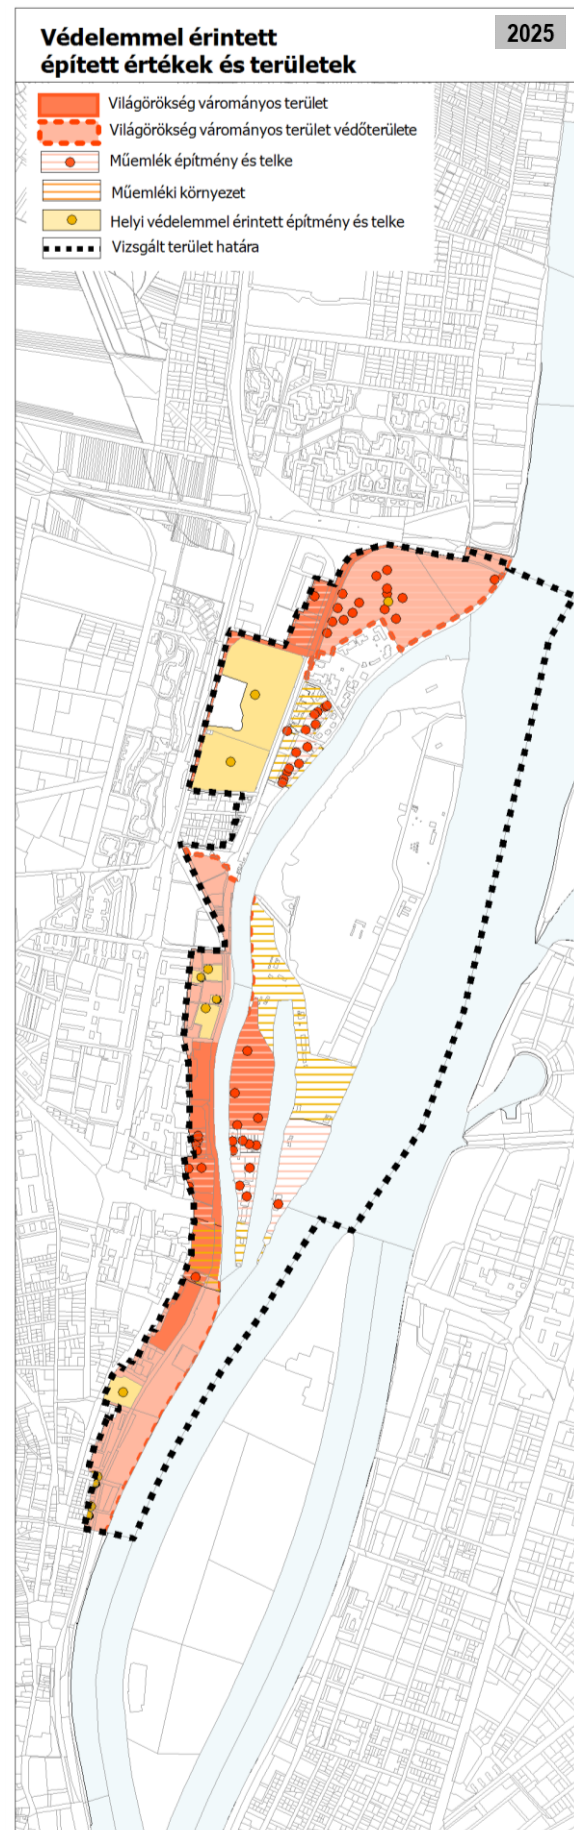 Védelemmel érintett
épített értékek és területek
2025
Világörökség várományos terület
Világörökség várományos terület védőterülete
Műemlék építmény és telke
Műemléki környezet
Helyi védelemmel érintett építmény és telke
Vizsgált terület határa